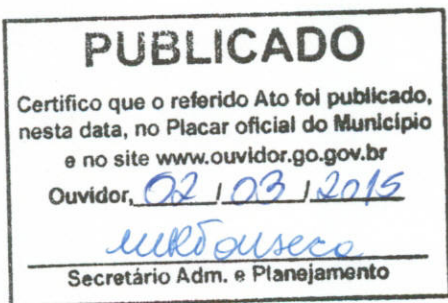 PUBLICADO
Certifico que o referido Ato foi publicado,
nesta data, no Placar oficial do Município
e no site www.ouvidor.go.gov.br
Ouvidor, 02 / 03 / 2015
Secretário Adm. e Planejamento